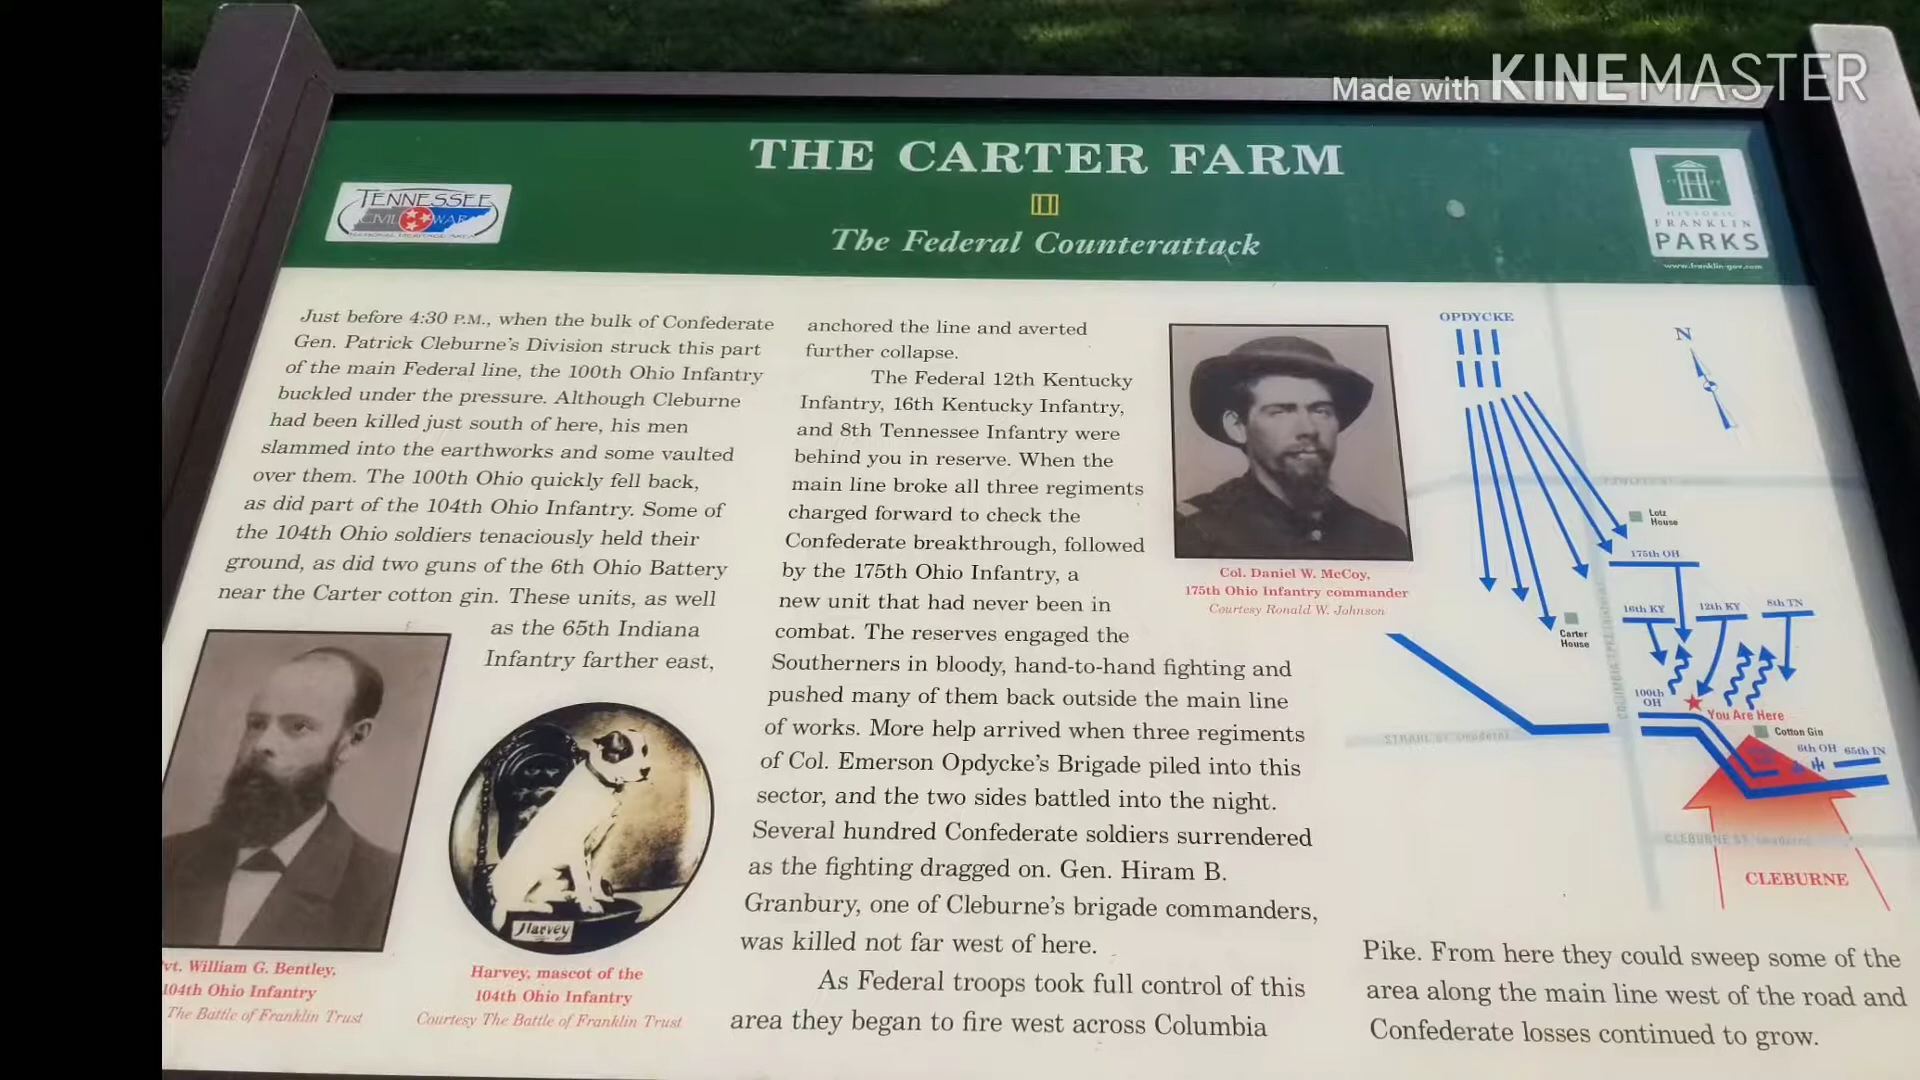 Made with KINEMASTER
THE CARTER FARM
The Federal Counterattack
TENNESSEE
CIVIL WAR
NATIONAL HERITAGE AREA
HISTORIC
FRANKLIN
PARKS
www.franklin-gov.com
Just before 4:30 P.M., when the bulk of Confederate
Gen. Patrick Cleburne's Division struck this part
of the main Federal line, the 100th Ohio Infantry
buckled under the pressure. Although Cleburne
had been killed just south of here, his men
slammed into the earthworks and some vaulted
over them. The 100th Ohio quickly fell back,
as did part of the 104th Ohio Infantry. Some of
the 104th Ohio soldiers tenaciously held their
ground, as did two guns of the 6th Ohio Battery
near the Carter cotton gin. These units, as well
as the 65th Indiana
Infantry farther east,
vt. William G. Bentley,
104th Ohio Infantry
The Battle of Franklin Trust
Harvey
Harvey, mascot of the
104th Ohio Infantry
Courtesy The Battle of Franklin Trust
anchored the line and averted
further collapse.
The Federal 12th Kentucky
Infantry, 16th Kentucky Infantry,
and 8th Tennessee Infantry were
behind you in reserve. When the
main line broke all three regiments
charged forward to check the
Confederate breakthrough, followed
by the 175th Ohio Infantry, a
new unit that had never been in
combat. The reserves engaged the
Southerners in bloody, hand-to-hand fighting and
pushed many of them back outside the main line
of works. More help arrived when three regiments
of Col. Emerson Opdycke's Brigade piled into this
sector, and the two sides battled into the night.
Several hundred Confederate soldiers surrendered
as the fighting dragged on. Gen. Hiram B.
Granbury, one of Cleburne's brigade commanders,
was killed not far west of here.
As Federal troops took full control of this
area they began to fire west across Columbia
Col. Daniel W. McCoy,
175th Ohio Infantry commander
Courtesy Ronald W. Johnson
OPDYCKE
N
Lotz
House
175th OH
16th KY
12th KY
8th TN
Carter
House
100th
OH
You Are Here
Cotton Gin
6th OH
65th IN
STRAHL ST.
CLEBURNE ST.
CLEBURNE
Pike. From here they could sweep some of the
area along the main line west of the road and
Confederate losses continued to grow.